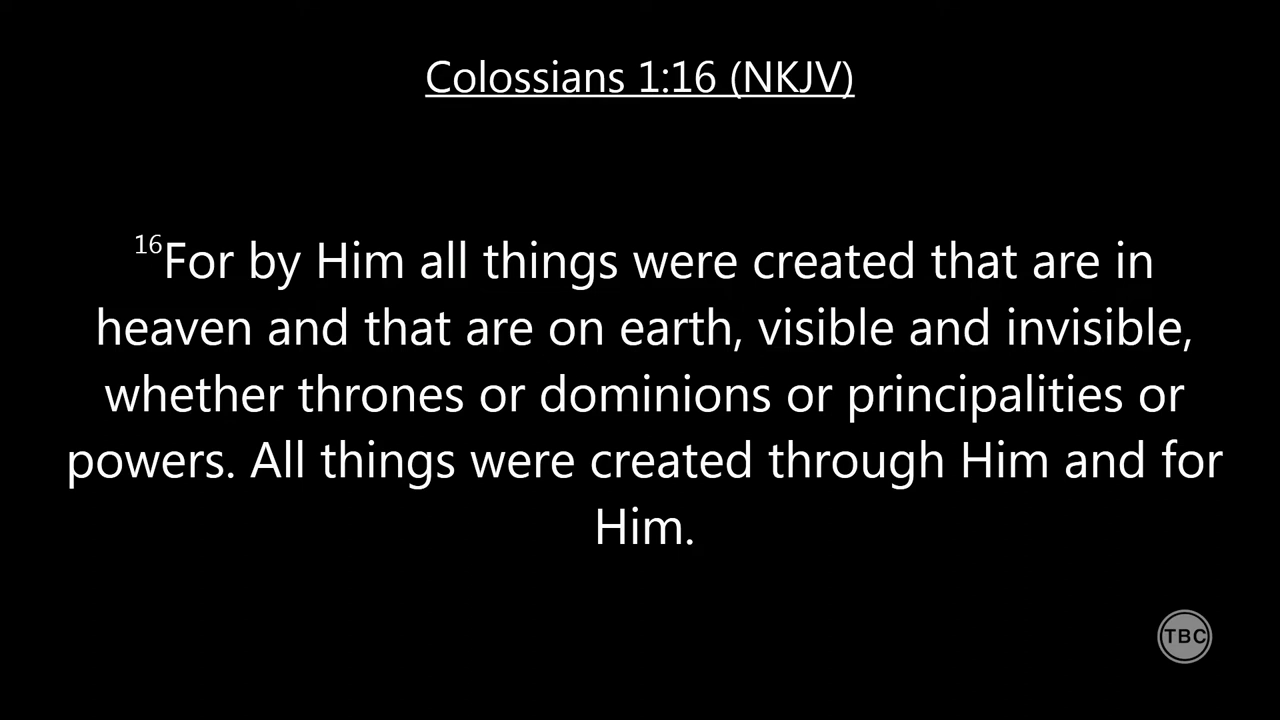 Colossians 1:16 (NKJV)
16For by Him all things were created that are in
heaven and that are on earth, visible and invisible,
whether thrones or dominions or principalities or
powers. All things were created through Him and for
Him.
TBC